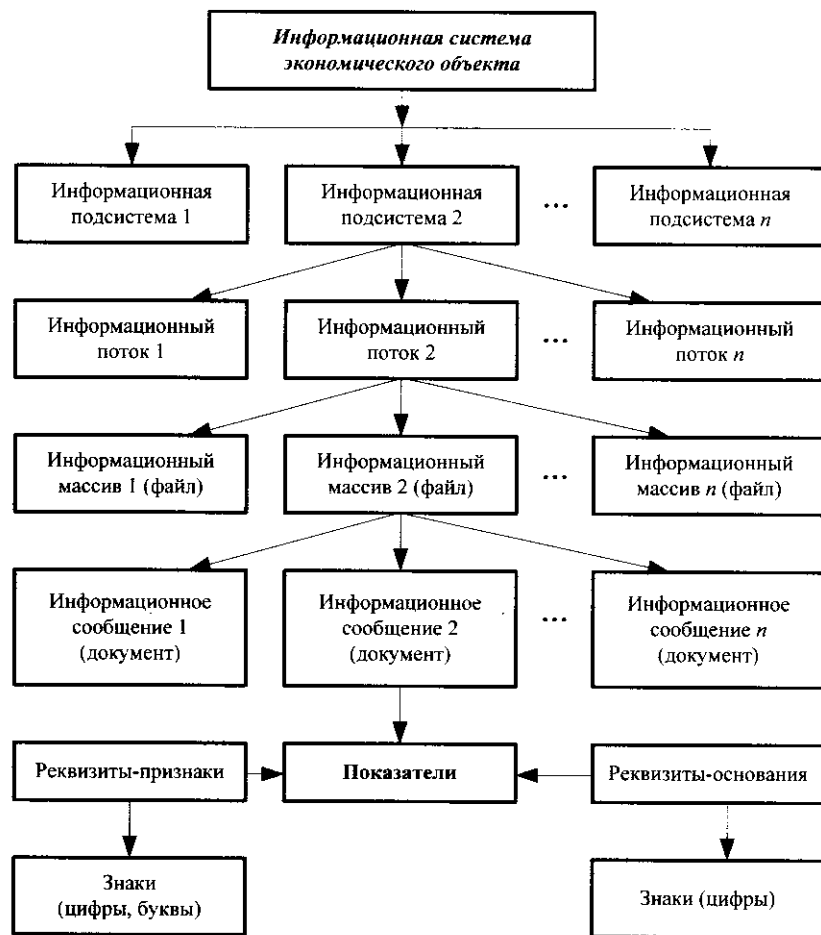 Информационная система
экономического объекта
Информационная
подсистема 1
Информационная
подсистема 2
...
Информационная
подсистема n
Информационный
поток 1
Информационный
поток 2
...
Информационный
поток n
Информационный
массив 1 (файл)
Информационный
массив 2 (файл)
...
Информационный
массив n (файл)
Информационное
сообщение 1
(документ)
Информационное
сообщение 2
(документ)
...
Информационное
сообщение n
(документ)
Реквизиты-признаки
Показатели
Реквизиты-основания
Знаки
(цифры, буквы)
Знаки (цифры)